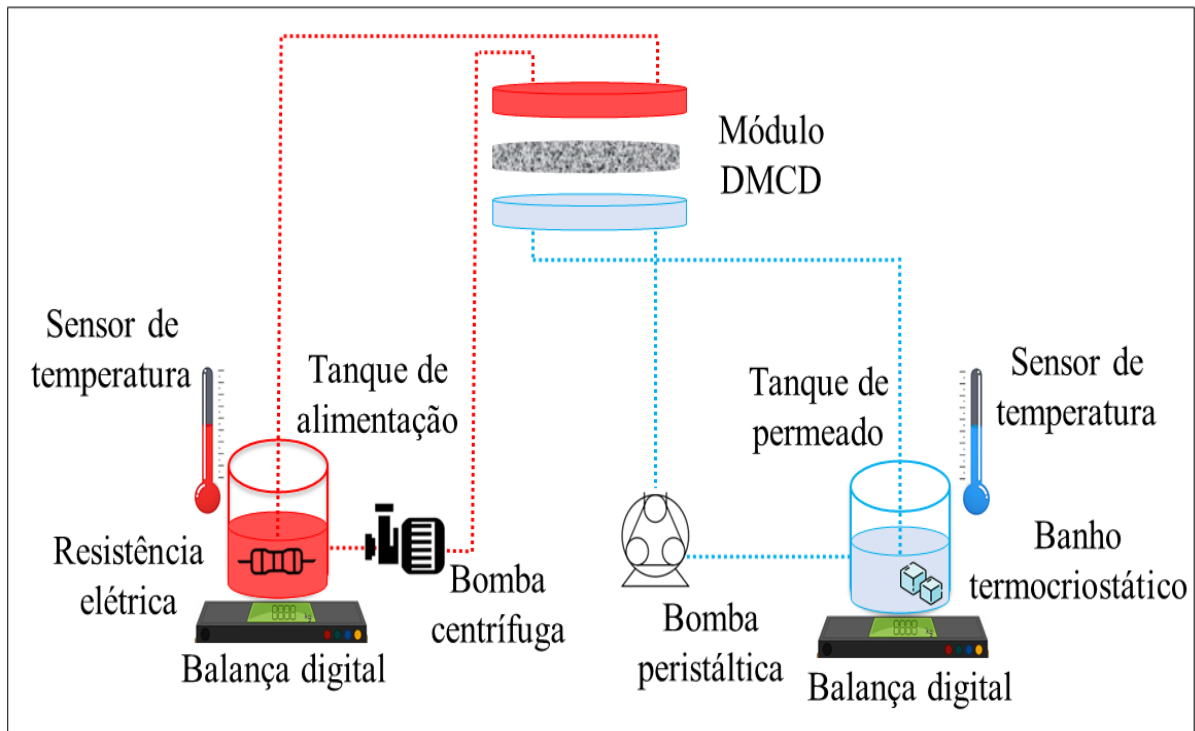 Módulo
DMCD
Sensor de
temperatura
Tanque de
alimentação
Resistência
elétrica
Bomba
centrífuga
Balança digital
Tanque de
permeado
Sensor de
temperatura
Banho
termocriostático
Bomba
peristáltica
Balança digital